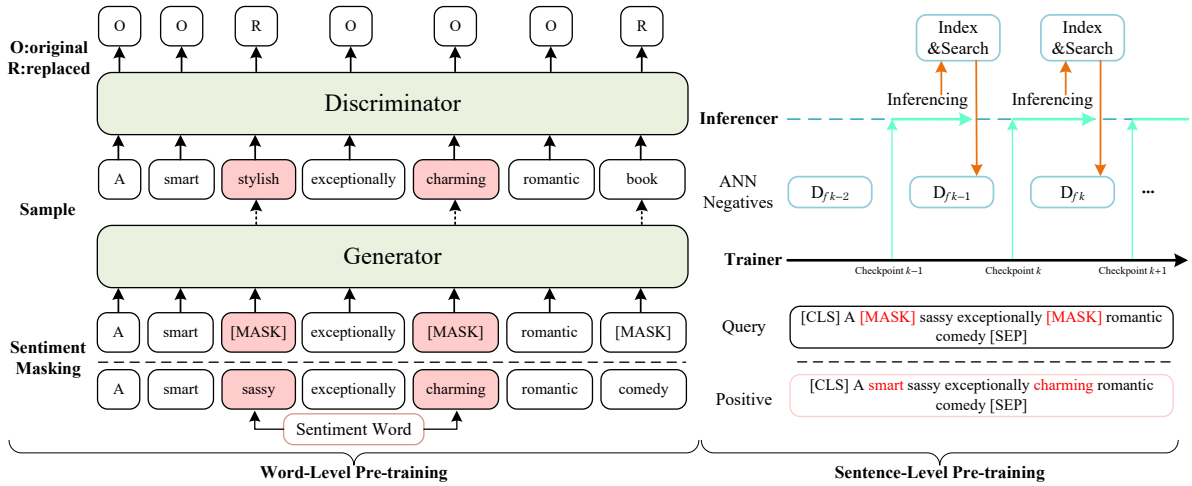 O O R O O O R
O:original
R:replaced
Discriminator
A smart stylish exceptionally charming romantic book
Sample
Generator
A smart [MASK] exceptionally [MASK] romantic [MASK]
Sentiment
Masking
A smart sassy exceptionally charming romantic comedy
Sentiment Word
Word-Level Pre-training
Index
&Search
Index
&Search
Inferencing Inferencing
Inferencer
ANN
Negatives
D_{fk−2} D_{fk−1} D_{fk} ...
Trainer
Checkpoint k−1 Checkpoint k Checkpoint k+1
Query
[CLS] A [MASK] sassy exceptionally [MASK] romantic
comedy [SEP]
Positive
[CLS] A smart sassy exceptionally charming romantic
comedy [SEP]
Sentence-Level Pre-training